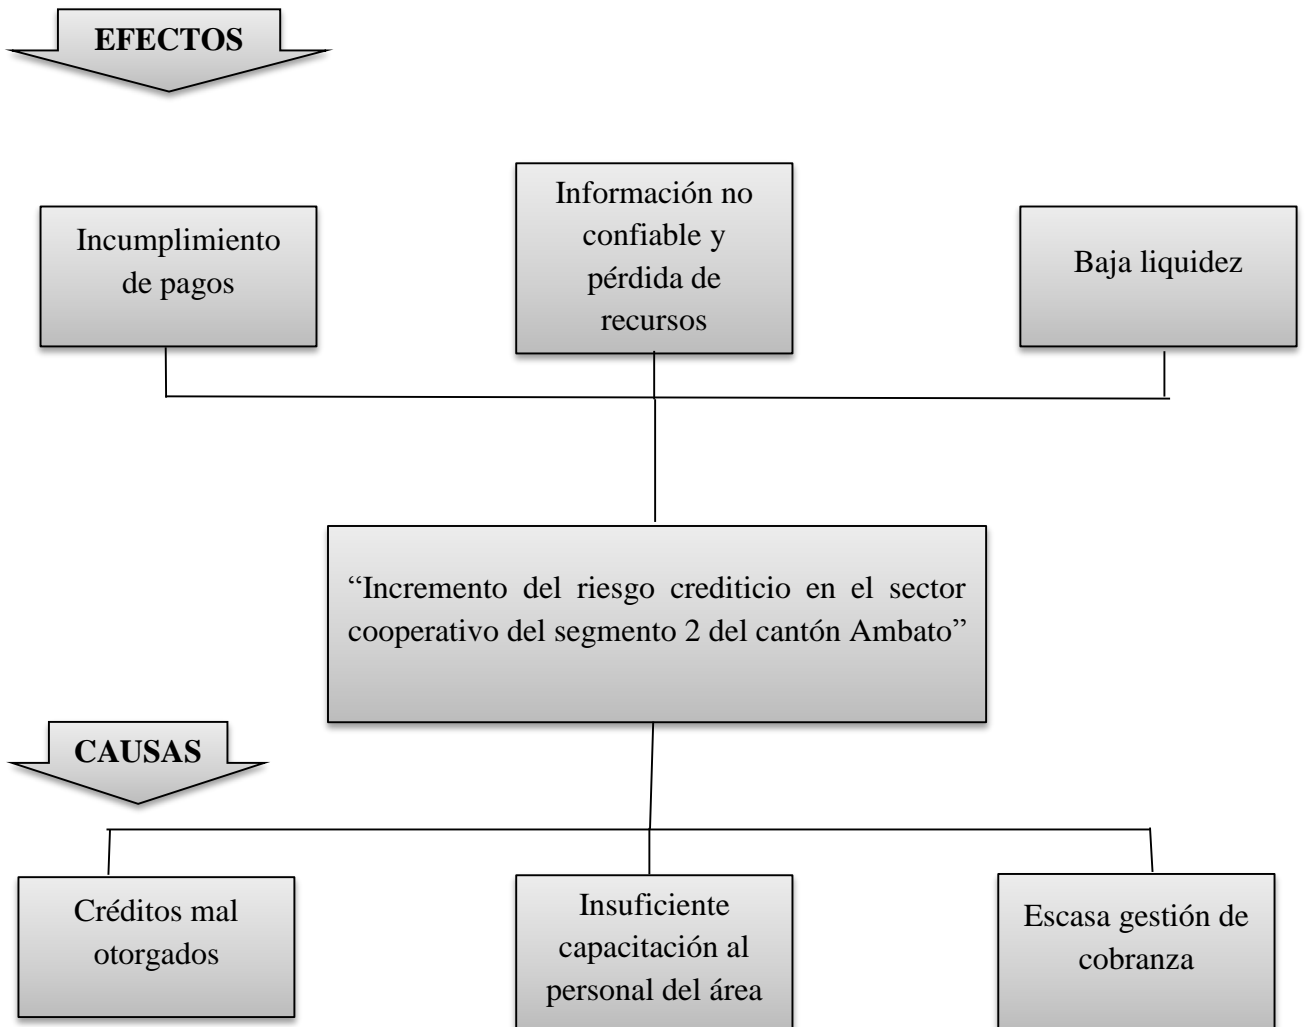 EFECTOS
Incumplimiento
de pagos
Información no
confiable y
pérdida de
recursos
Baja liquidez
“Incremento del riesgo crediticio en el sector
cooperativo del segmento 2 del cantón Ambato”
CAUSAS
Créditos mal
otorgados
Insuficiente
capacitación al
personal del área
Escasa gestión de
cobranza